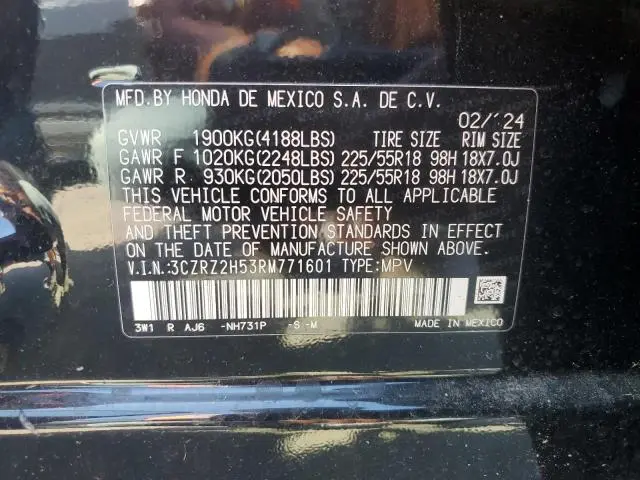 MFD.BY HONDA DE MEXICO S.A. DE C.V.
02/'24
GVWR 1900KG(4188LBS) TIRE SIZE RIM SIZE
GAWR F 1020KG(2248LBS) 225/55R18 98H 18X7.0J
GAWR R 930KG(2050LBS) 225/55R18 98H 18X7.0J
THIS VEHICLE CONFORMS TO ALL APPLICABLE
FEDERAL MOTOR VEHICLE SAFETY
AND THEFT PREVENTION STANDARDS IN EFFECT ON
THE DATE OF MANUFACTURE SHOWN ABOVE.
V.I.N.:3CZRZ2H53RM771601 TYPE:MPV
3W1 R AJ6 -NH731P -S -M MADE IN MEXICO